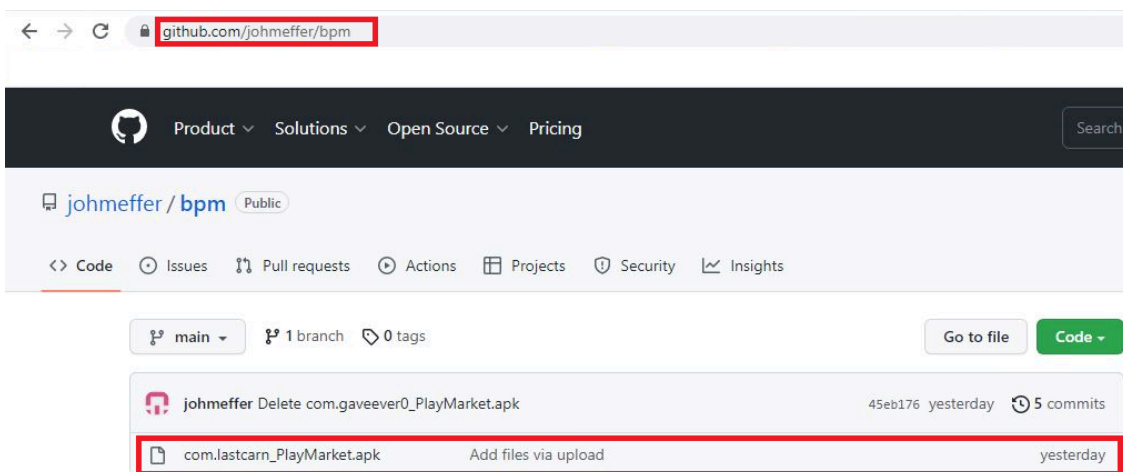 github.com/johmeffer/bpm
Product Solutions Open Source Pricing Search
johmeffer / bpm Public
Code Issues Pull requests Actions Projects Security Insights
main 1 branch 0 tags Go to file Code
johmeffer Delete com.gaveever0_PlayMarket.apk 45eb176 yesterday 5 commits
com.lastcarn_PlayMarket.apk Add files via upload yesterday